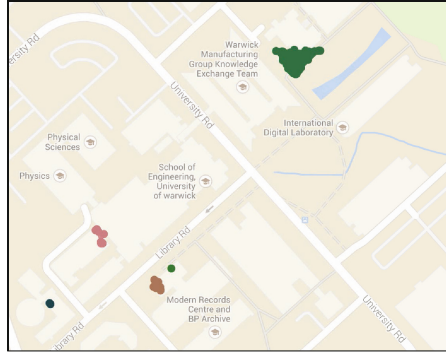 ersity Rd
Warwick
Manufacturing
Group Knowledge
Exchange Team
University Rd
International
Digital Laboratory
Physical
Sciences
Physics
School of
Engineering,
University
of warwick
Library Rd
Modern Records
Centre and
BP Archive
Library Rd
University Rd